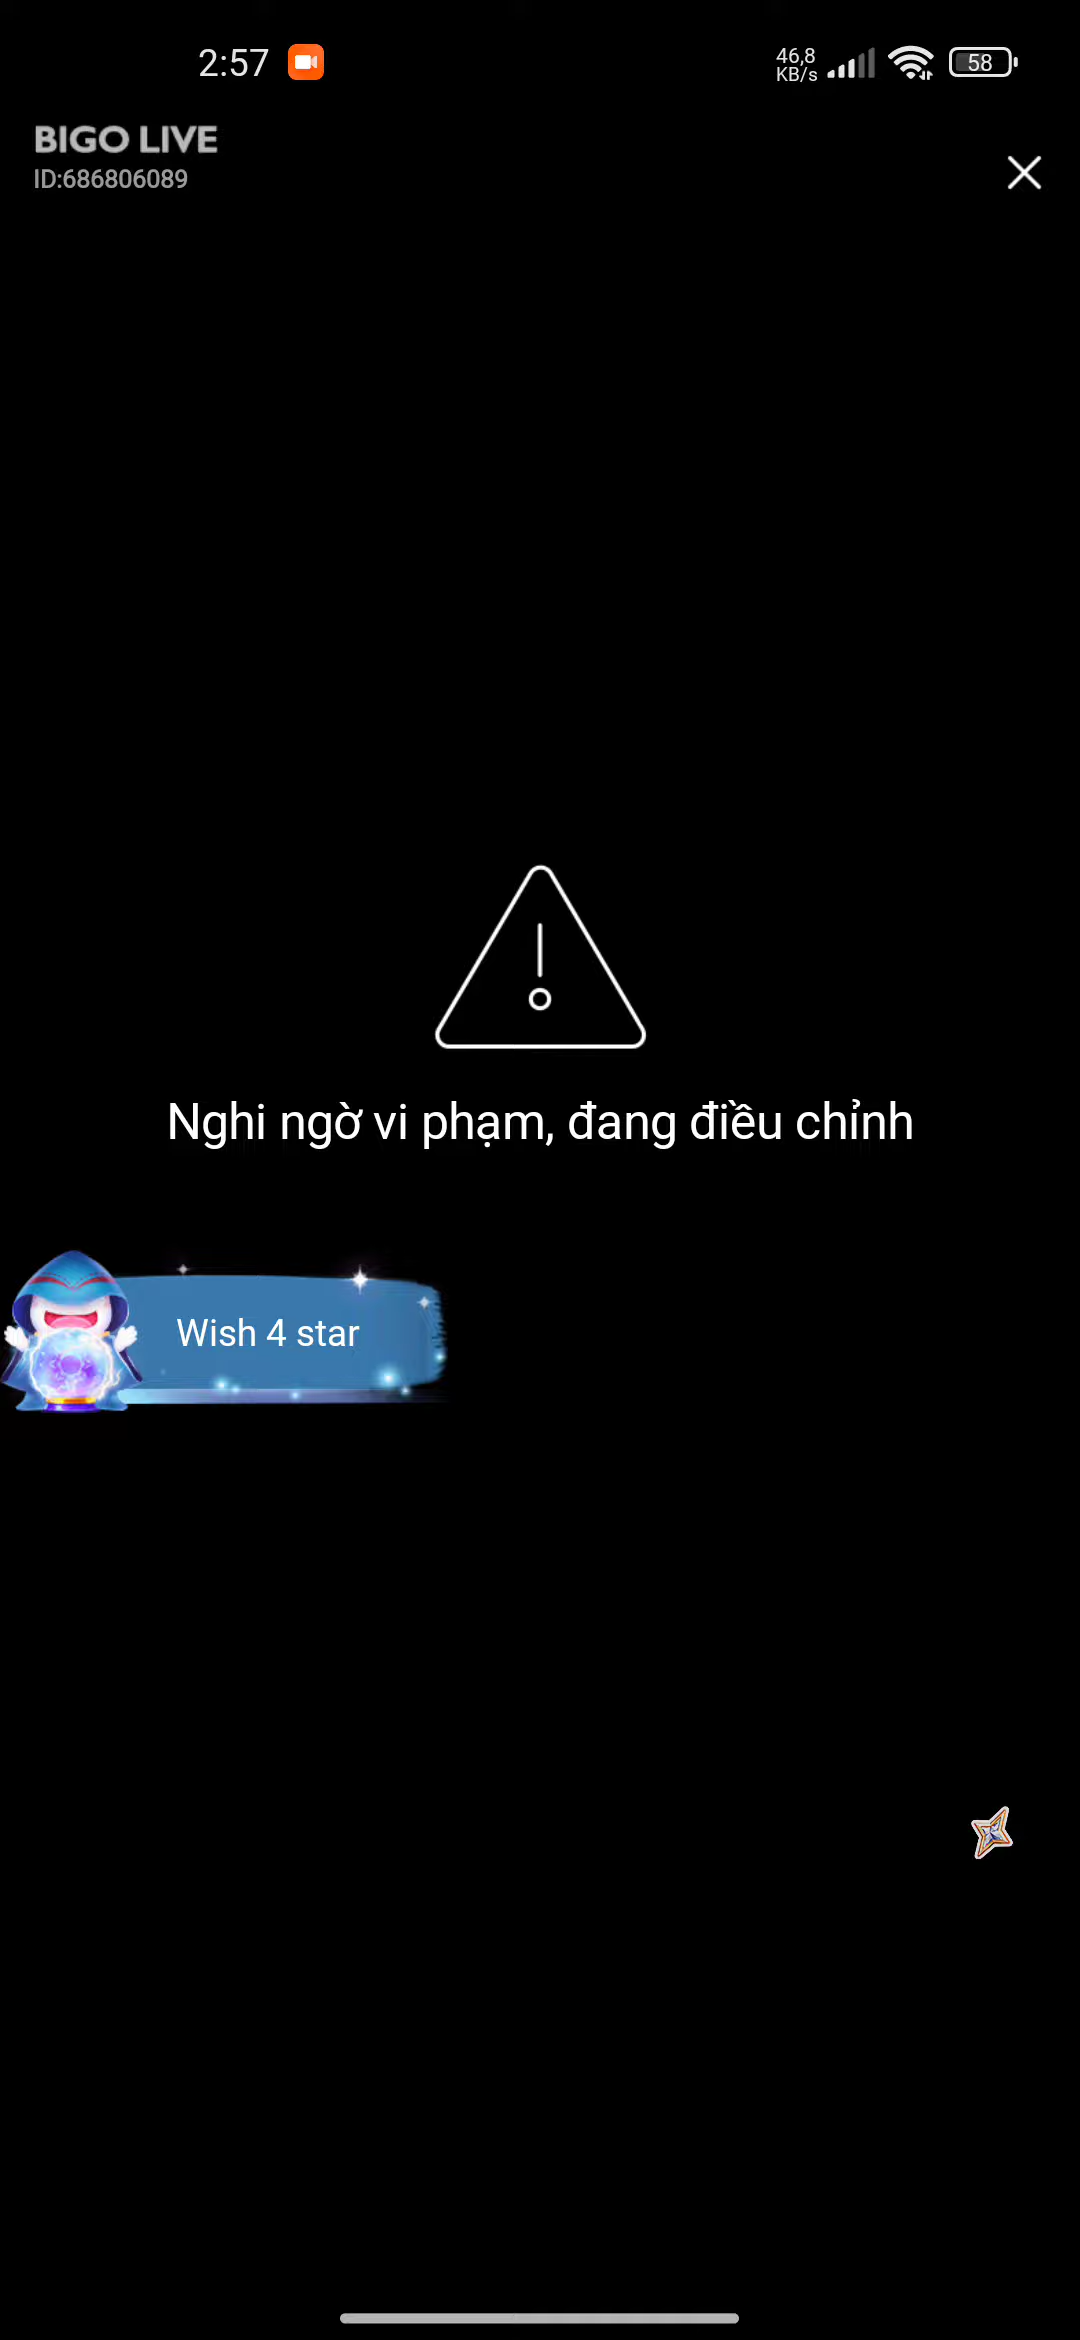 2:57
46,8
KB/s
58
BIGO LIVE
ID:686806089
Nghi ngờ vi phạm, đang điều chỉnh
Wish 4 star